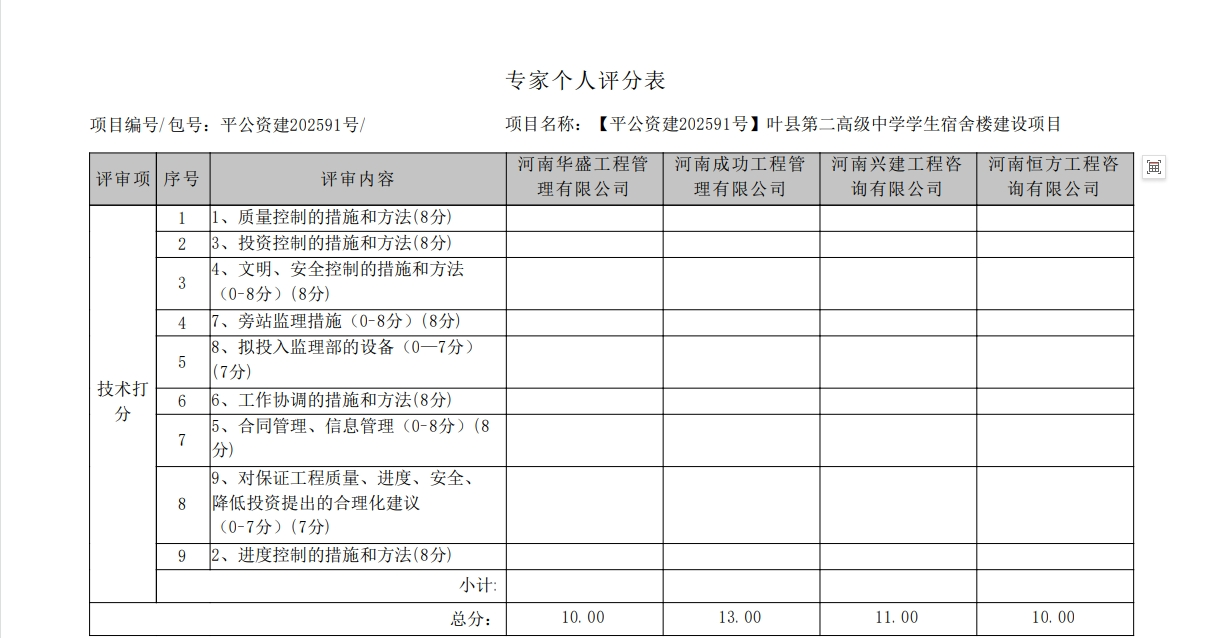 专家个人评分表
项目编号/包号：平公资建202591号/
项目名称：【平公资建202591号】叶县第二高级中学学生宿舍楼建设项目
评审项
序号
评审内容
河南华盛工程管
理有限公司
河南成功工程管
理有限公司
河南兴建工程咨
询有限公司
河南恒方工程咨
询有限公司
技术打
分
1
1、质量控制的措施和方法(8分)
2
3、投资控制的措施和方法(8分)
3
4、文明、安全控制的措施和方法
（0-8分）(8分)
4
7、旁站监理措施（0-8分）(8分)
5
8、拟投入监理部的设备（0—7分）
(7分)
6
6、工作协调的措施和方法(8分)
7
5、合同管理、信息管理（0-8分）(8
分)
8
9、对保证工程质量、进度、安全、
降低投资提出的合理化建议
（0-7分）(7分)
9
2、进度控制的措施和方法(8分)
小计:
总分：
10.00
13.00
11.00
10.00